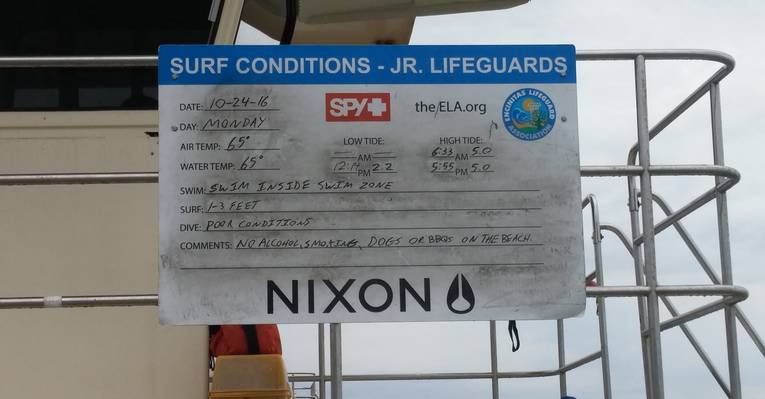 SURF CONDITIONS - JR. LIFEGUARDS
DATE: 10-24-16
SPY+
the/ELA.org
ENCINITAS LIFEGUARD ASSOCIATION
DAY: MONDAY
AIR TEMP: 65°
LOW TIDE:
HIGH TIDE:
— AM —
6:33 AM 5.0
WATER TEMP: 65°
12:14 PM 2.2
5:55 PM 5.0
SWIM: SWIM INSIDE SWIM ZONE
SURF: 1-3 FEET
DIVE: POOR CONDITIONS
COMMENTS: NO ALCOHOL, SMOKING, DOGS OR BBQS ON THE BEACH.
NIXON